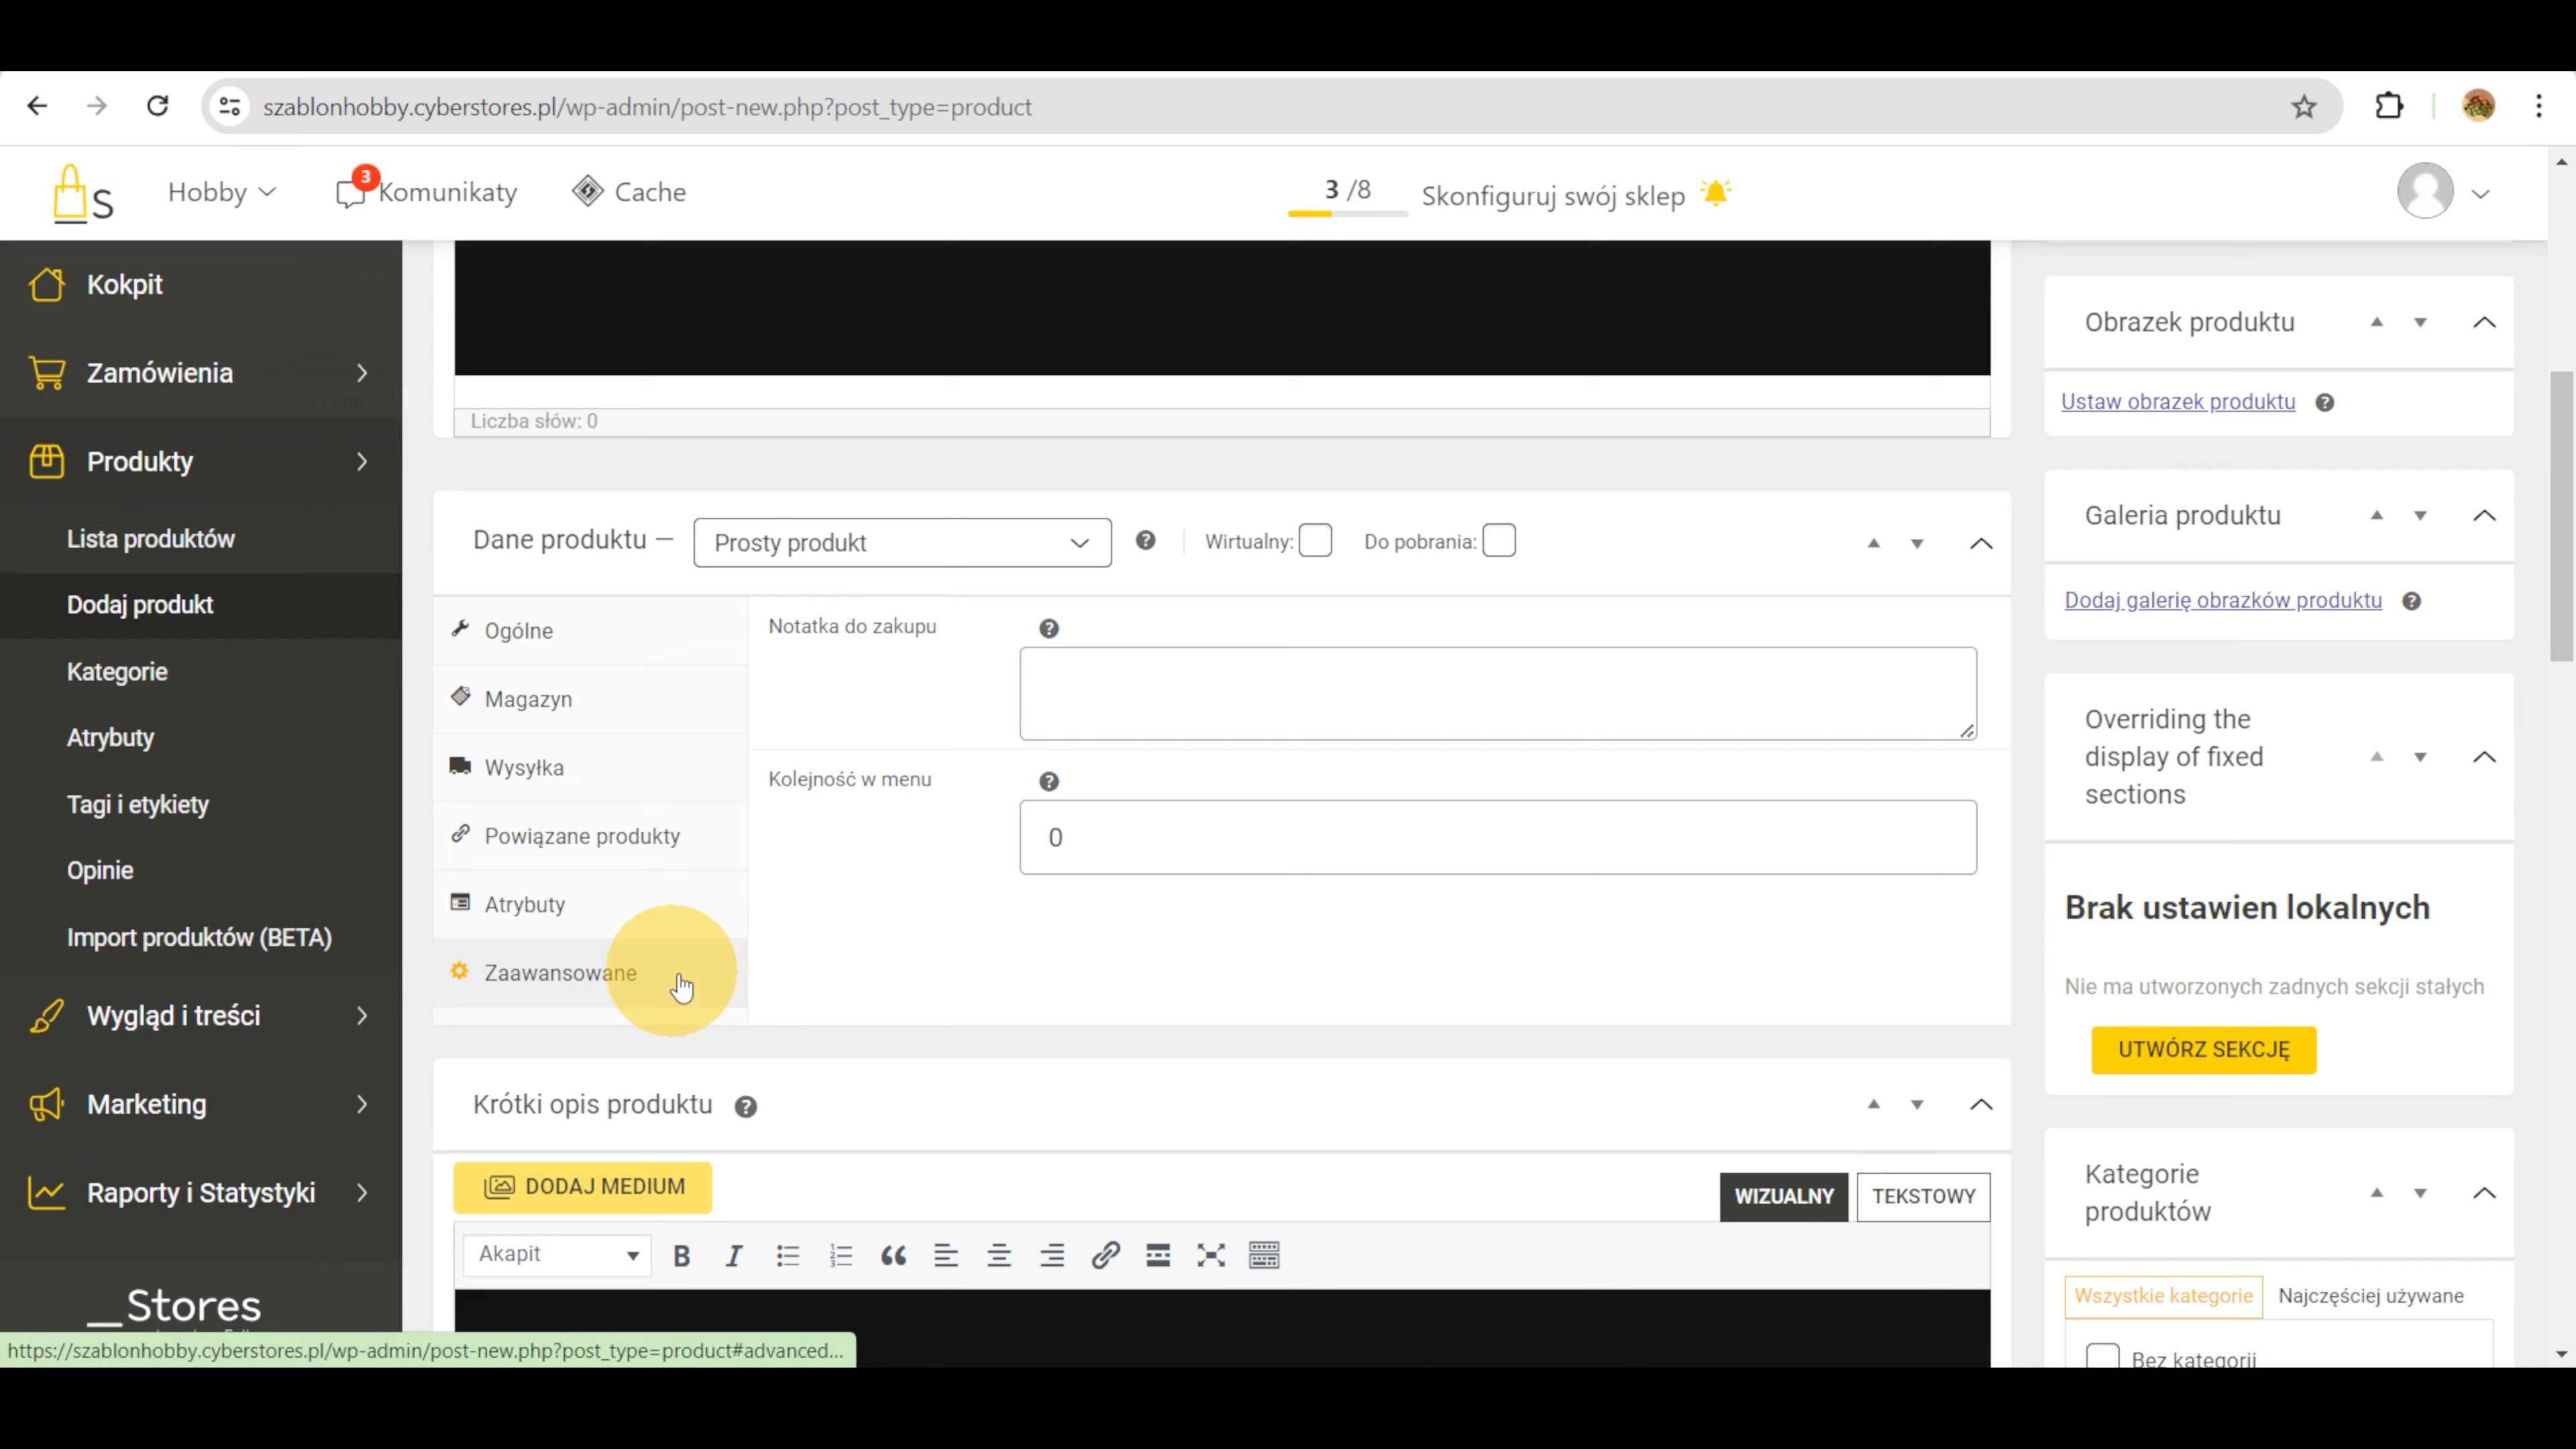 szablonhobby.cyberstores.pl/wp-admin/post-new.php?post_type=product
S
Hobby
3
Komunikaty
Cache
3 /8
Skonfiguruj swój sklep
Kokpit
Zamówienia
Produkty
Lista produktów
Dodaj produkt
Kategorie
Atrybuty
Tagi i etykiety
Opinie
Import produktów (BETA)
Wygląd i treści
Marketing
Raporty i Statystyki
_Stores
Liczba słów: 0
Dane produktu —
Prosty produkt
Wirtualny:
Do pobrania:
Ogólne
Magazyn
Wysyłka
Powiązane produkty
Atrybuty
Zaawansowane
Notatka do zakupu
Kolejność w menu
0
Krótki opis produktu
DODAJ MEDIUM
WIZUALNY
TEKSTOWY
Akapit
Obrazek produktu
Ustaw obrazek produktu
Galeria produktu
Dodaj galerię obrazków produktu
Overriding the
display of fixed
sections
Brak ustawien lokalnych
Nie ma utworzonych zadnych sekcji stałych
UTWÓRZ SEKCJĘ
Kategorie
produktów
Wszystkie kategorie
Najczęściej używane
Bez kategorii
https://szablonhobby.cyberstores.pl/wp-admin/post-new.php?post_type=product#advanced...